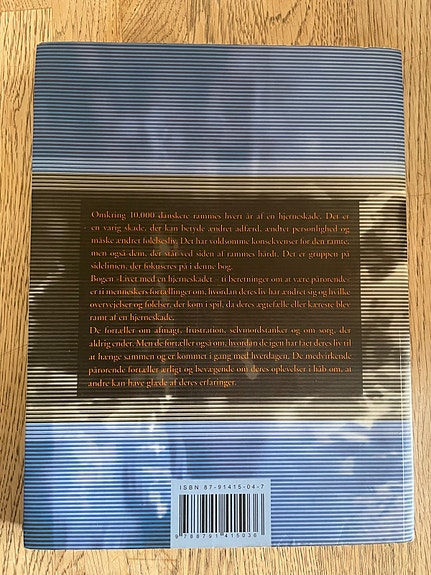 Omkring 10.000 danskere rammes hvert år af en hjerneskade. Det er
en varig skade, der kan betyde ændret adfærd, ændret personlighed og
måske ændret følelsesliv. Det har voldsomme konsekvenser for den ramte,
men også dem, der står ved siden af rammes hårdt. Det er gruppen på
sidelinien, der fokuseres på i denne bog.
Bogen »Livet med en hjerneskadet« – ti beretninger om at være pårørende«
er ti menneskers fortællinger om, hvordan deres liv har ændret sig og hvilke
overvejelser og følelser, der kom i spil, da deres ægtefælle eller kæreste blev
ramt af en hjerneskade.
De fortæller om afmagt, frustration, selvmordstanker og om sorg, der
aldrig ender. Men de fortæller også om, hvordan de igen har fået deres liv til
at hænge sammen og er kommet i gang med hverdagen. De medvirkende
pårørende fortæller ærligt og bevægende om deres oplevelser i håb om, at
andre kan have glæde af deres erfaringer.
ISBN 87-91415-04-7
9 788791 415036